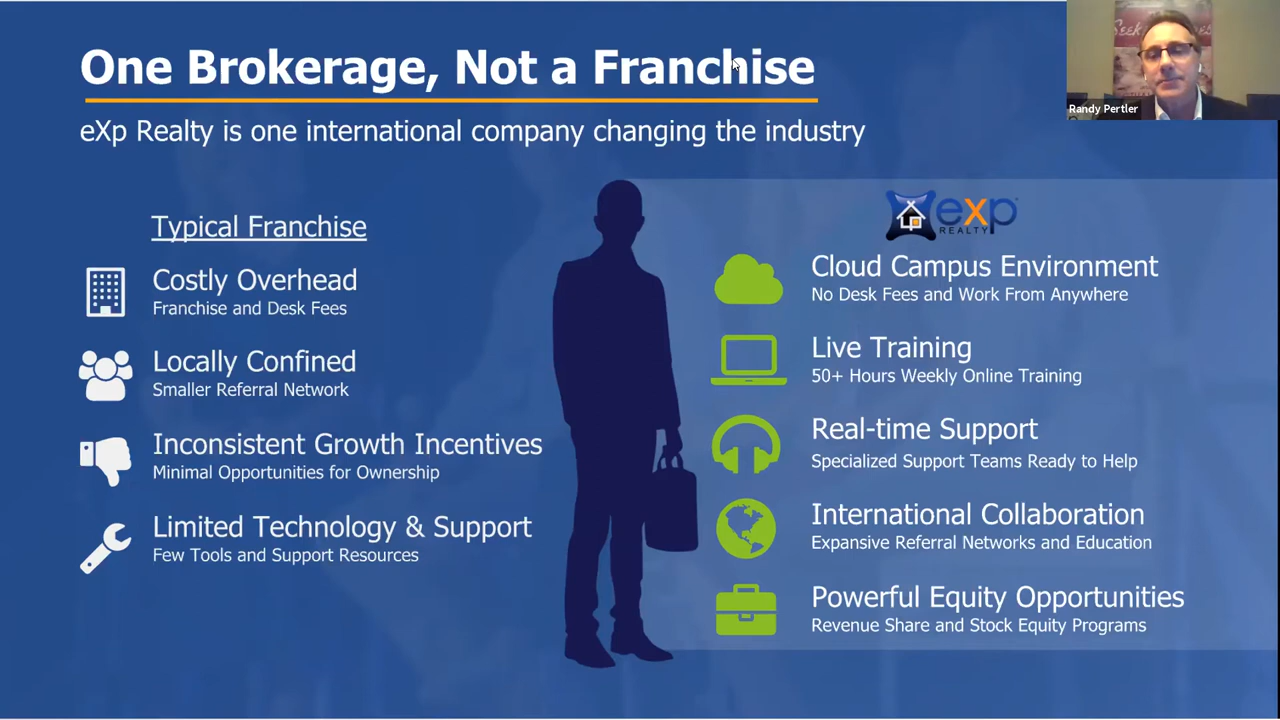 One Brokerage, Not a Franchise
eXp Realty is one international company changing the industry
Randy Pertler
Typical Franchise
Costly Overhead
Franchise and Desk Fees
Locally Confined
Smaller Referral Network
Inconsistent Growth Incentives
Minimal Opportunities for Ownership
Limited Technology & Support
Few Tools and Support Resources
eXp
REALTY
Cloud Campus Environment
No Desk Fees and Work From Anywhere
Live Training
50+ Hours Weekly Online Training
Real-time Support
Specialized Support Teams Ready to Help
International Collaboration
Expansive Referral Networks and Education
Powerful Equity Opportunities
Revenue Share and Stock Equity Programs